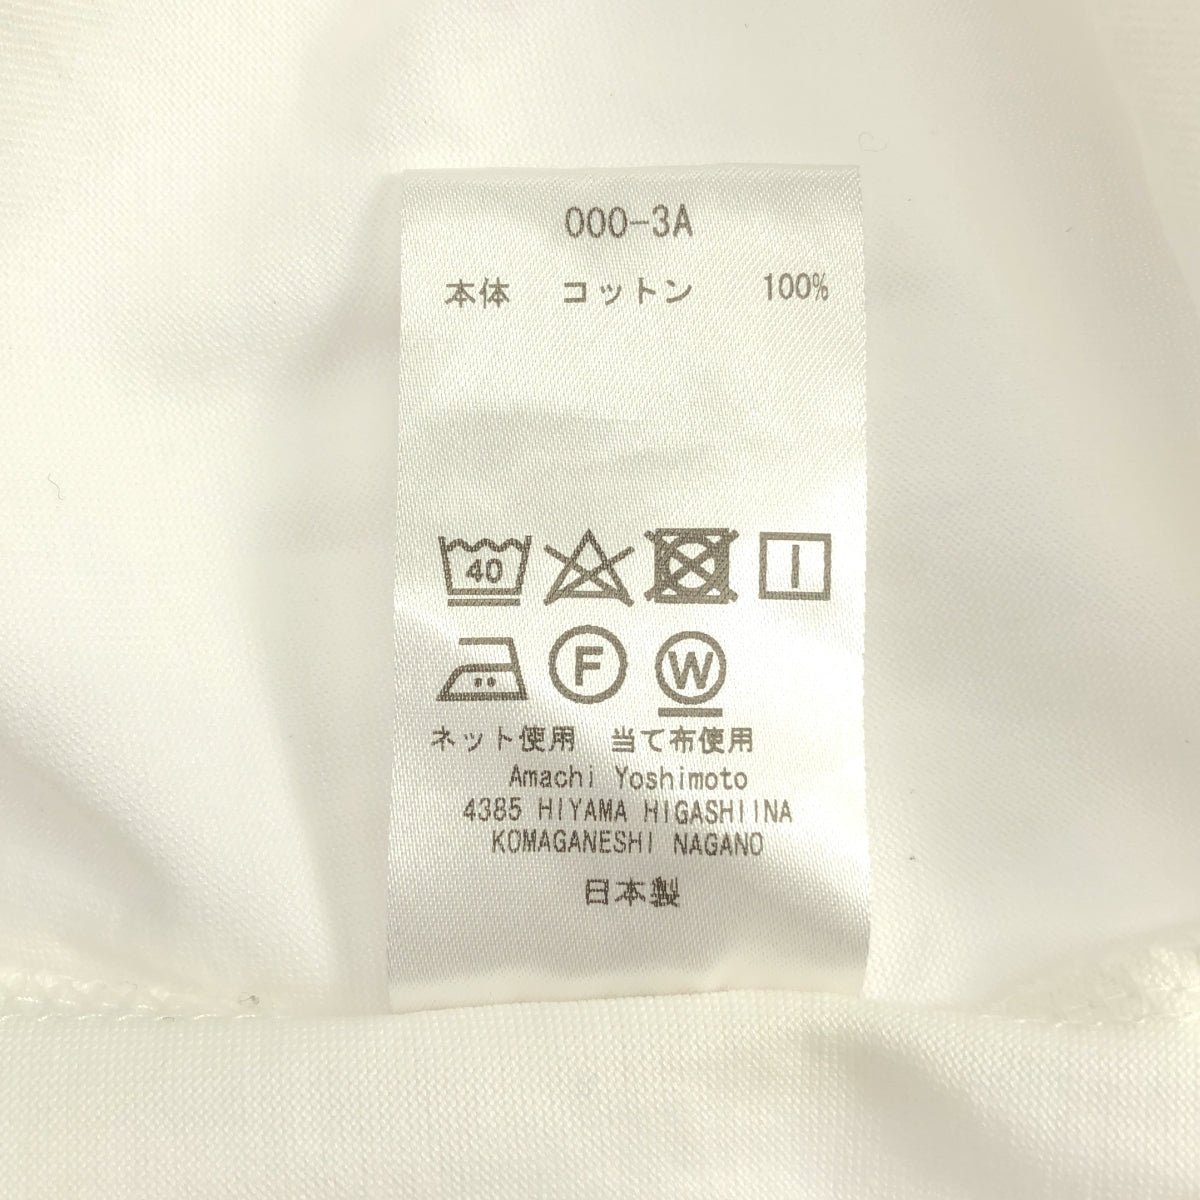 000-3A
本体 コットン 100%
40
F W
ネット使用 当て布使用
Amachi Yoshimoto
4385 HIYAMA HIGASHIINA
KOMAGANESHI NAGANO
日本製